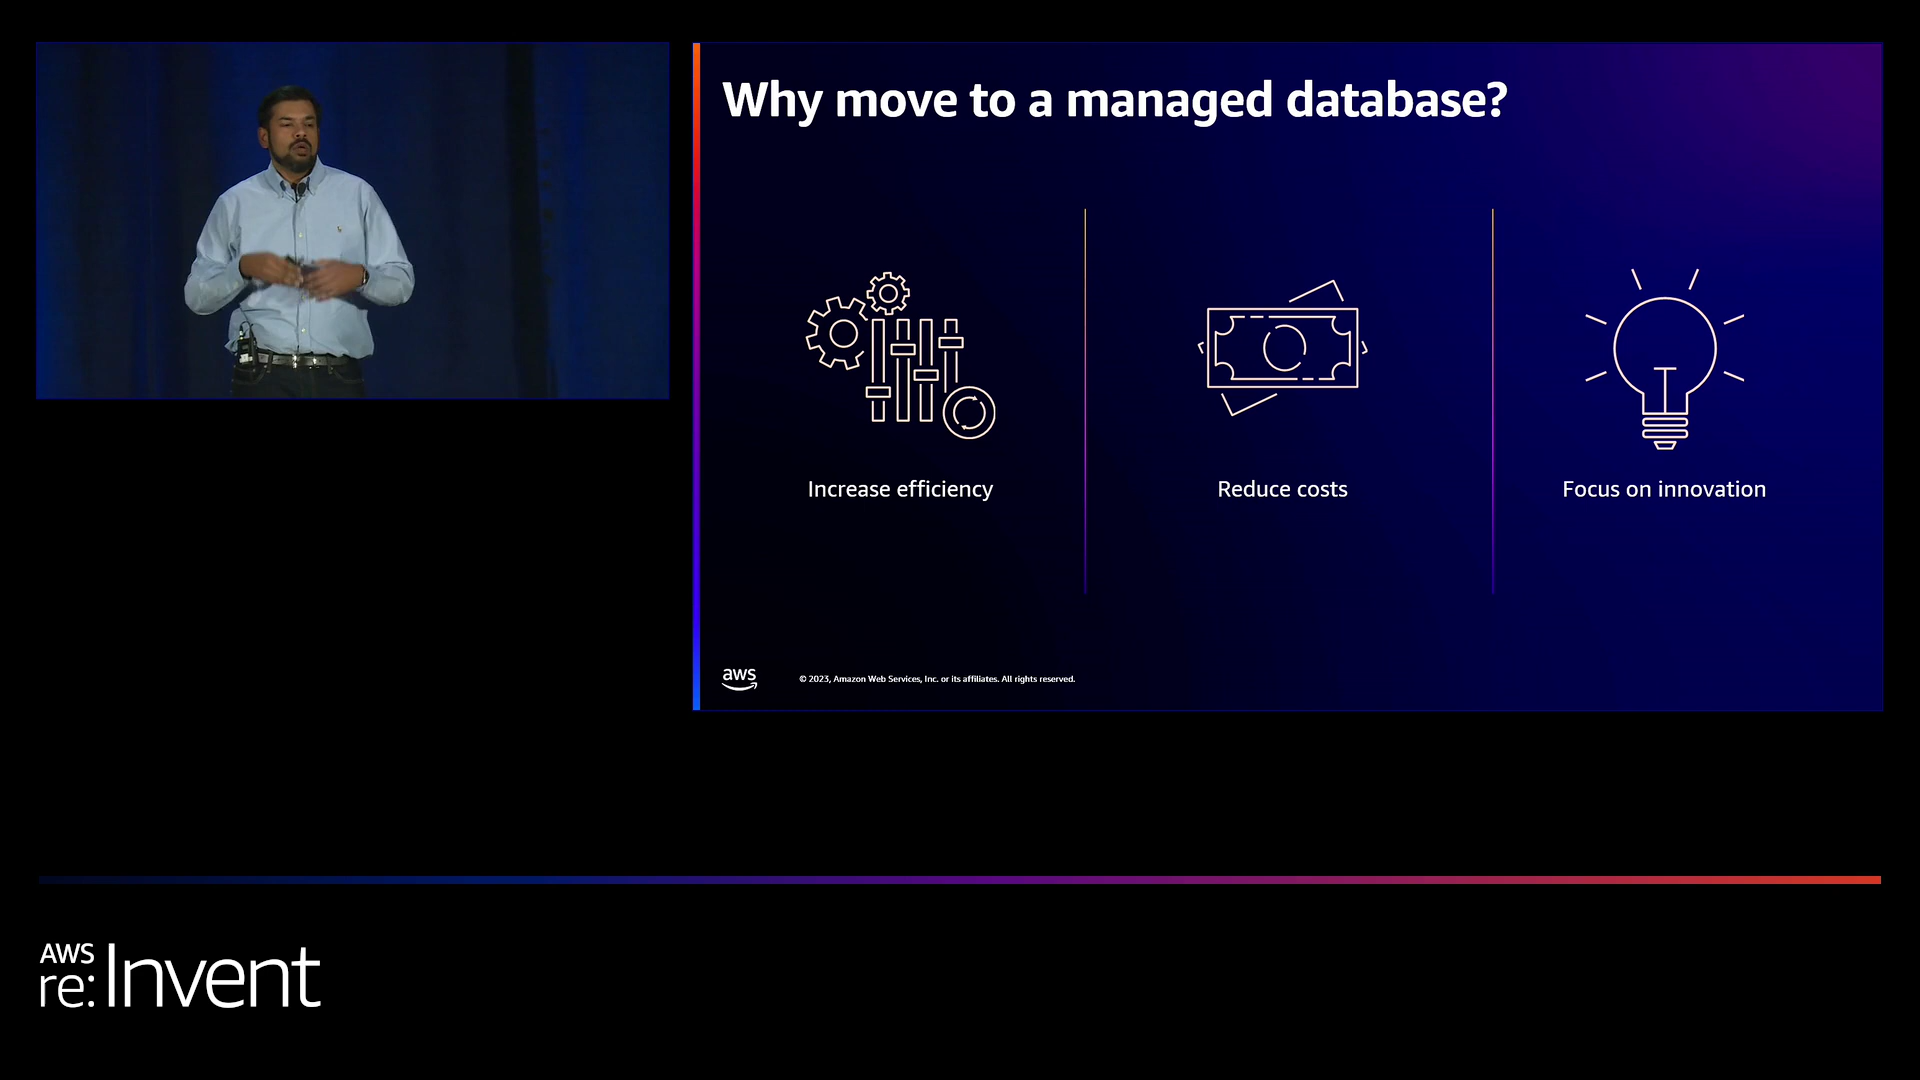 Why move to a managed database?
Increase efficiency
Reduce costs
Focus on innovation
aws
© 2023, Amazon Web Services, Inc. or its affiliates. All rights reserved.
AWS
re:Invent